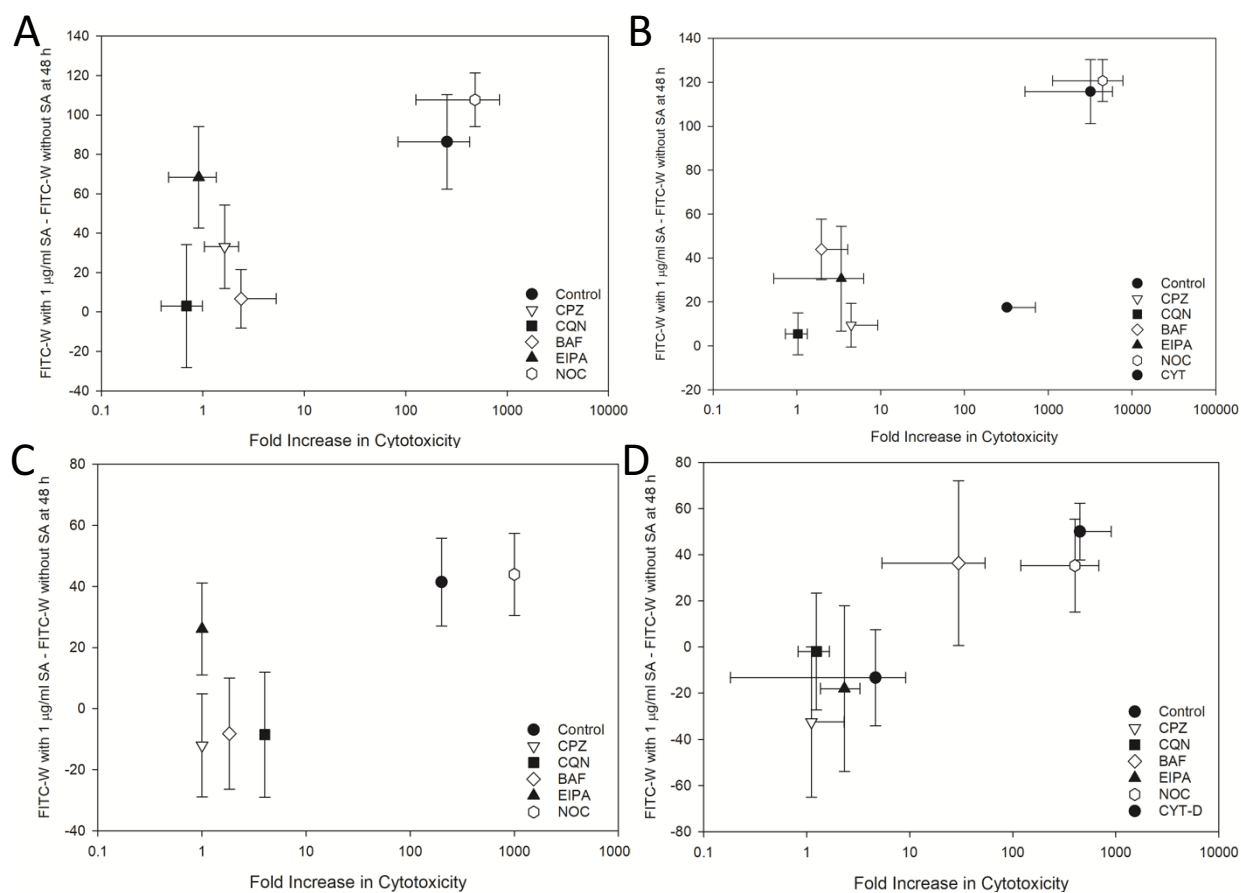 A
FITC-W with 1 µg/ml SA - FITC-W without SA at 48 h
140
120
100
80
60
40
20
0
-20
-40
0.1 1 10 100 1000 10000
Fold Increase in Cytotoxicity
Control
CPZ
CQN
BAF
EIPA
NOC
B
FITC-W with 1 µg/ml SA - FITC-W without SA at 48 h
140
120
100
80
60
40
20
0
-20
0.1 1 10 100 1000 10000 100000
Fold Increase in Cytotoxicity
Control
CPZ
CQN
BAF
EIPA
NOC
CYT
C
FITC-W with 1 µg/ml SA - FITC-W without SA at 48 h
80
60
40
20
0
-20
-40
0.1 1 10 100 1000 10000
Fold Increase in Cytotoxicity
Control
CPZ
CQN
BAF
EIPA
NOC
D
FITC-W with 1 µg/ml SA - FITC-W without SA at 48 h
80
60
40
20
0
-20
-40
-60
-80
0.1 1 10 100 1000 10000
Fold Increase in Cytotoxicity
Control
CPZ
CQN
BAF
EIPA
NOC
CYT-D